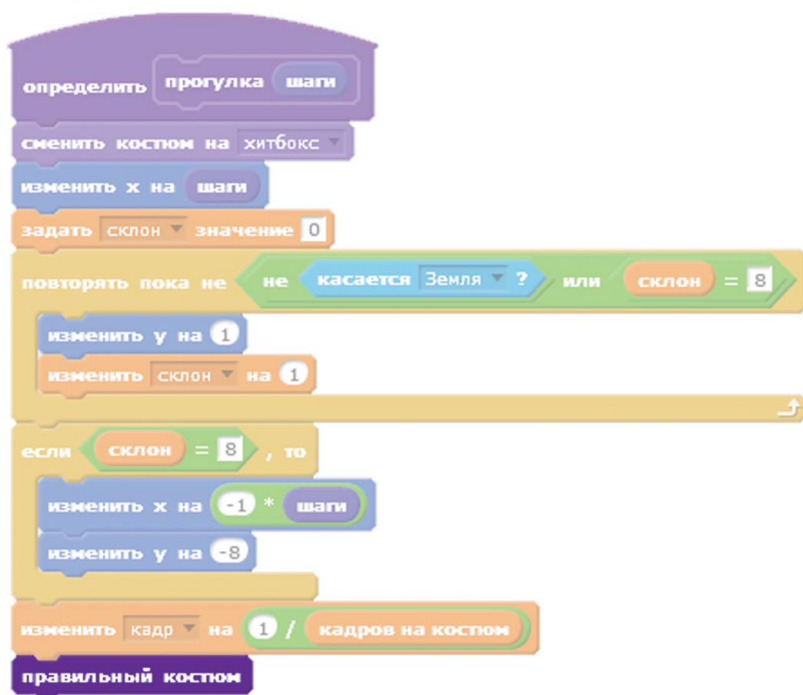 определить прогулка шаги
сменить костюм на хитбокс
изменить x на шаги
задать склон значение 0
повторять пока не не касается Земля ? или склон = 8
изменить y на 1
изменить склон на 1
если склон = 8 , то
изменить x на -1 * шаги
изменить y на -8
изменить кадр на 1 / кадров на костюм
правильный костюм